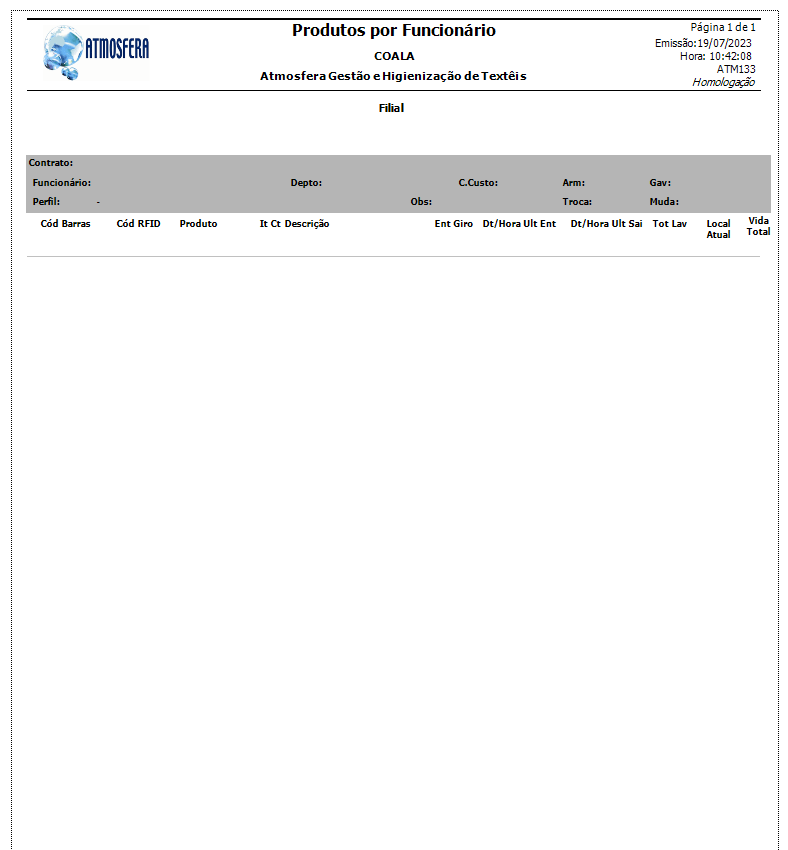 ATMOSFERA
Produtos por Funcionário
COALA
Atmosfera Gestão e Higienização de Textêis
Página 1 de 1
Emissão:19/07/2023
Hora: 10:42:08
ATM133
Homologação
Filial
Contrato:
Funcionário: Depto: C.Custo: Arm: Gav:
Perfil: - Obs: Troca: Muda:
Cód Barras Cód RFID Produto It Ct Descrição Ent Giro Dt/Hora Ult Ent Dt/Hora Ult Sai Tot Lav Local Atual Vida Total